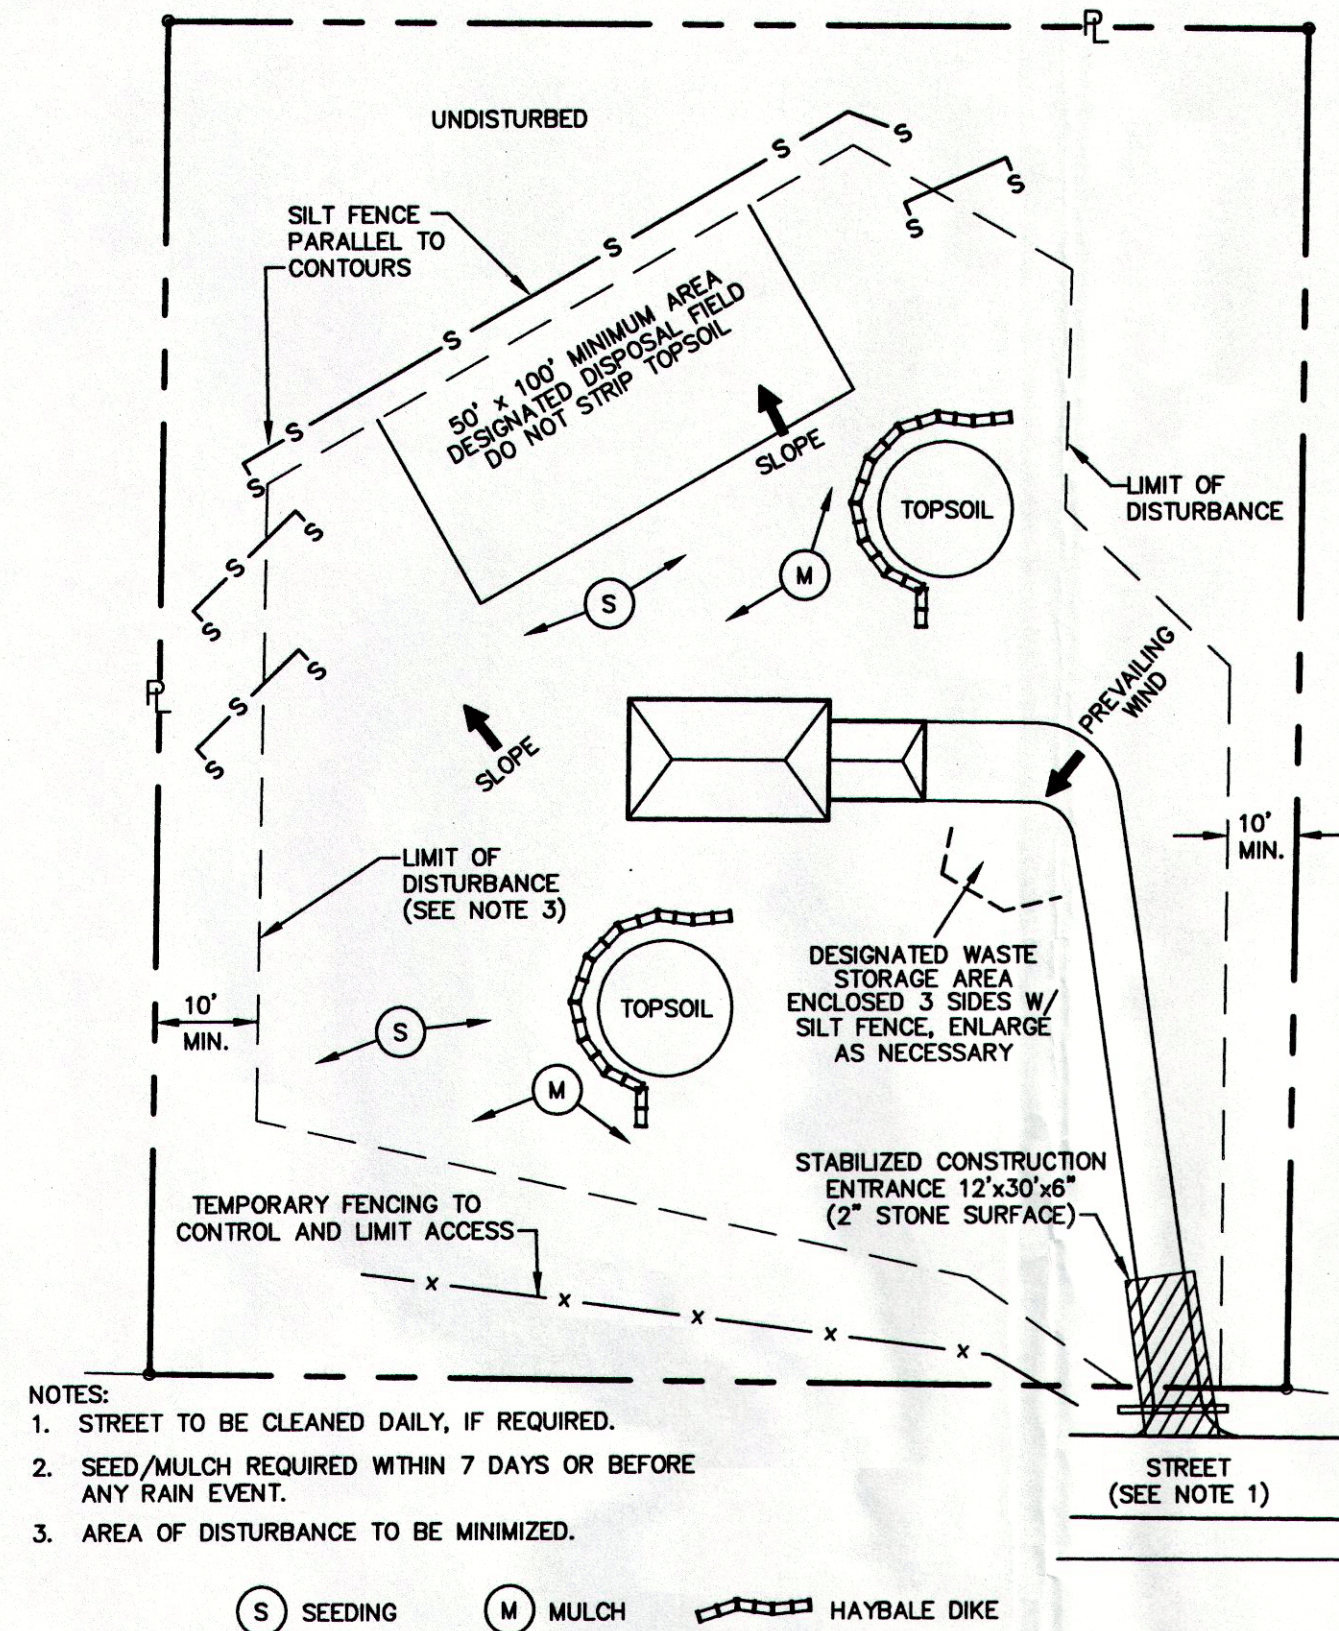 PL
UNDISTURBED
S
S
SILT FENCE
PARALLEL TO
CONTOURS
S
S
S
S
50' x 100' MINIMUM AREA
DESIGNATED DISPOSAL FIELD
DO NOT STRIP TOPSOIL
SLOPE
S
S
S
TOPSOIL
LIMIT OF
DISTURBANCE
S
S
S
M
S
PREVAILING
WIND
PL
S
S
S
SLOPE
10'
MIN.
LIMIT OF
DISTURBANCE
(SEE NOTE 3)
DESIGNATED WASTE
STORAGE AREA
ENCLOSED 3 SIDES W/
SILT FENCE, ENLARGE
AS NECESSARY
10'
MIN.
S
TOPSOIL
M
STABILIZED CONSTRUCTION
ENTRANCE 12'x30'x6"
(2" STONE SURFACE)
TEMPORARY FENCING TO
CONTROL AND LIMIT ACCESS
x x x x x
NOTES:
1. STREET TO BE CLEANED DAILY, IF REQUIRED.
2. SEED/MULCH REQUIRED WITHIN 7 DAYS OR BEFORE
ANY RAIN EVENT.
3. AREA OF DISTURBANCE TO BE MINIMIZED.
STREET
(SEE NOTE 1)
S SEEDING
M MULCH
HAYBALE DIKE